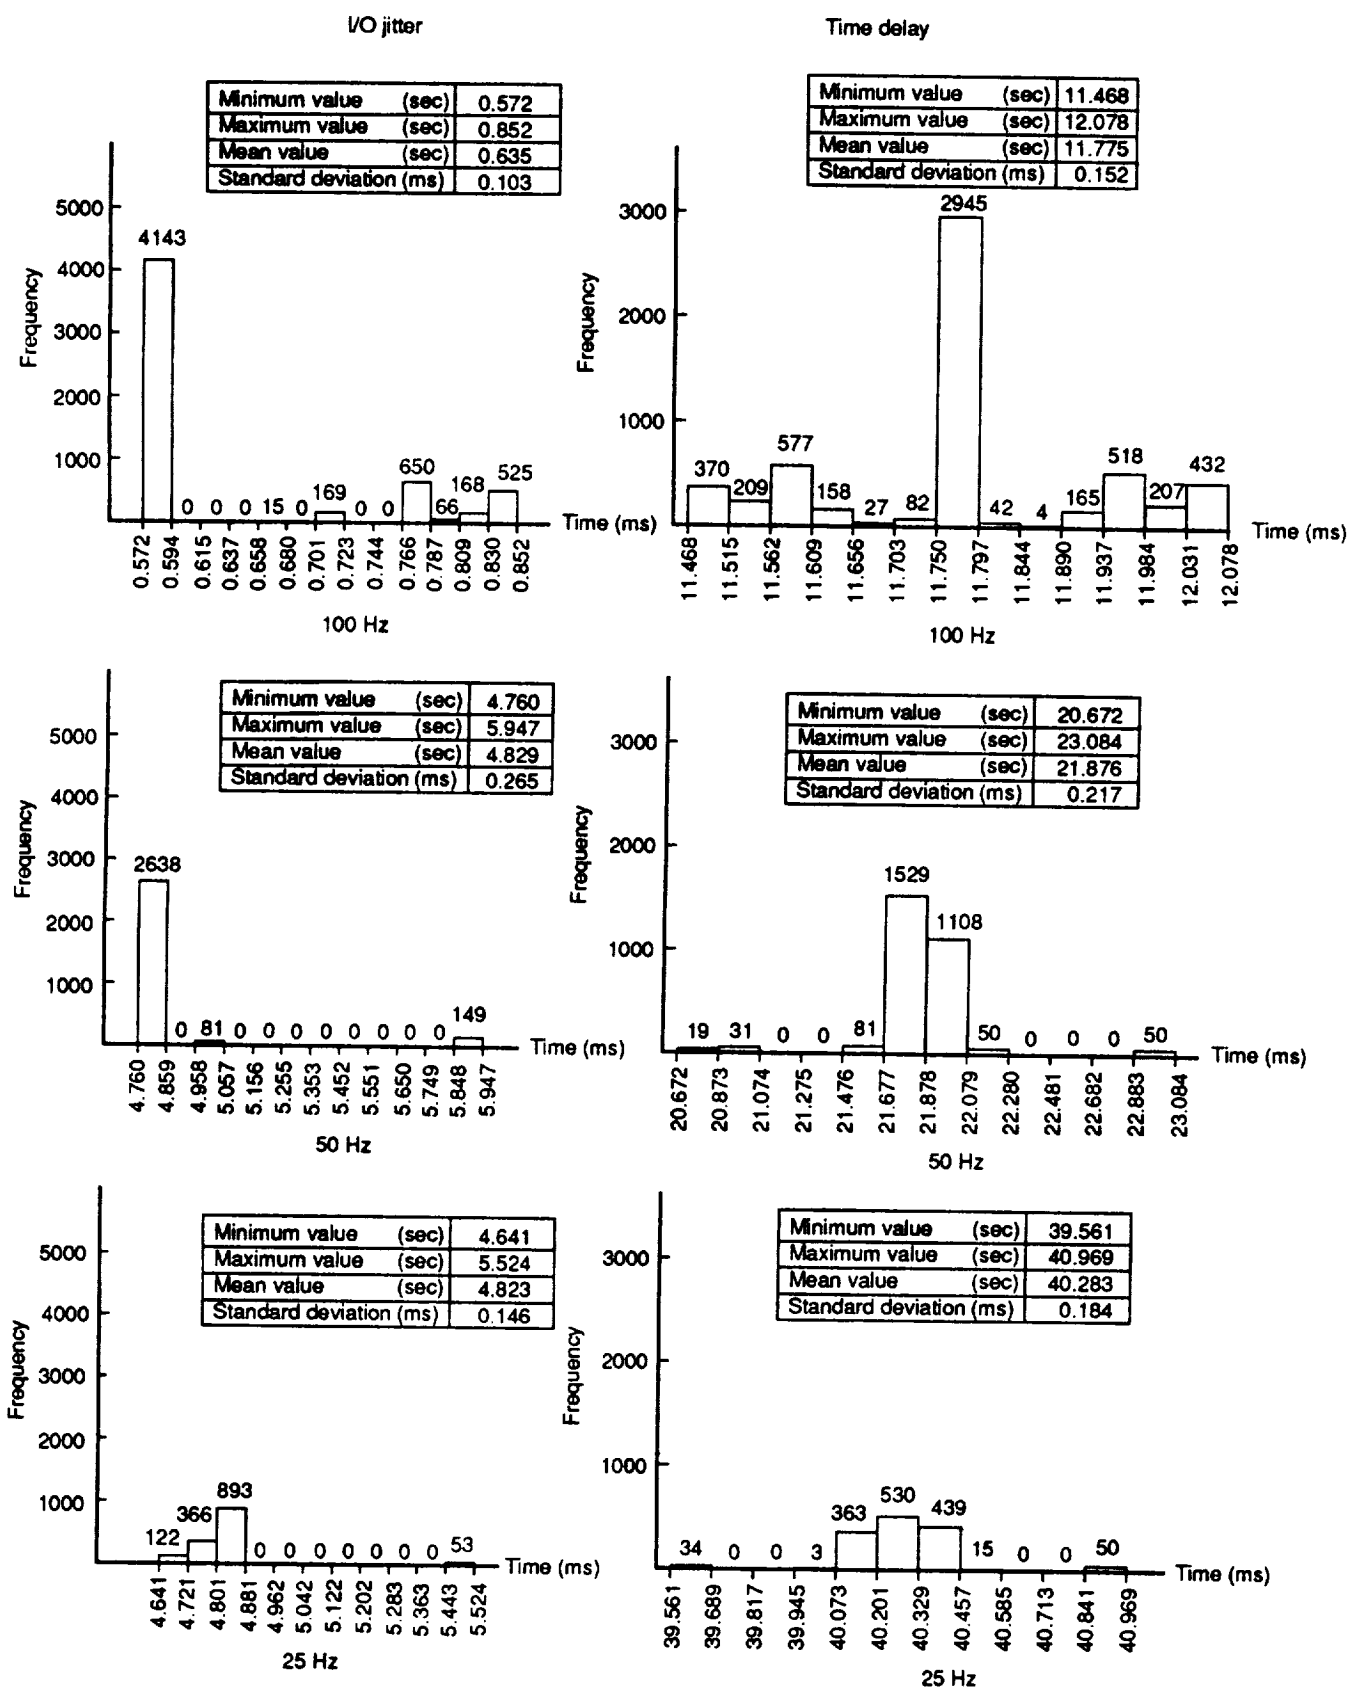 I/O jitter
Time delay
Minimum value (sec) 0.572
Maximum value (sec) 0.852
Mean value (sec) 0.635
Standard deviation (ms) 0.103
5000
4000
3000
2000
1000
Frequency
4143
0 0 0 15 0 169 0 0 650 66 168 525
Time (ms)
0.572 0.594 0.615 0.637 0.658 0.680 0.701 0.723 0.744 0.766 0.787 0.809 0.830 0.852
100 Hz
Minimum value (sec) 11.468
Maximum value (sec) 12.078
Mean value (sec) 11.775
Standard deviation (ms) 0.152
3000
2000
1000
Frequency
370 209 577 158 27 82 2945 42 4 165 518 207 432
Time (ms)
11.468 11.515 11.562 11.609 11.656 11.703 11.750 11.797 11.844 11.890 11.937 11.984 12.031 12.078
100 Hz
Minimum value (sec) 4.760
Maximum value (sec) 5.947
Mean value (sec) 4.829
Standard deviation (ms) 0.265
5000
4000
3000
2000
1000
Frequency
2638
0 81 0 0 0 0 0 0 0 0 149
Time (ms)
4.760 4.859 4.958 5.057 5.156 5.255 5.353 5.452 5.551 5.650 5.749 5.848 5.947
50 Hz
Minimum value (sec) 20.672
Maximum value (sec) 23.084
Mean value (sec) 21.876
Standard deviation (ms) 0.217
3000
2000
1000
Frequency
19 31 0 0 81 1529 1108 50 0 0 0 50
Time (ms)
20.672 20.873 21.074 21.275 21.476 21.677 21.878 22.079 22.280 22.481 22.682 22.883 23.084
50 Hz
Minimum value (sec) 4.641
Maximum value (sec) 5.524
Mean value (sec) 4.823
Standard deviation (ms) 0.146
5000
4000
3000
2000
1000
Frequency
122 366 893 0 0 0 0 0 0 0 53
Time (ms)
4.641 4.721 4.801 4.881 4.962 5.042 5.122 5.202 5.283 5.363 5.443 5.524
25 Hz
Minimum value (sec) 39.561
Maximum value (sec) 40.969
Mean value (sec) 40.283
Standard deviation (ms) 0.184
3000
2000
1000
Frequency
34 0 0 3 363 530 439 15 0 0 50
Time (ms)
39.561 39.689 39.817 39.945 40.073 40.201 40.329 40.457 40.585 40.713 40.841 40.969
25 Hz